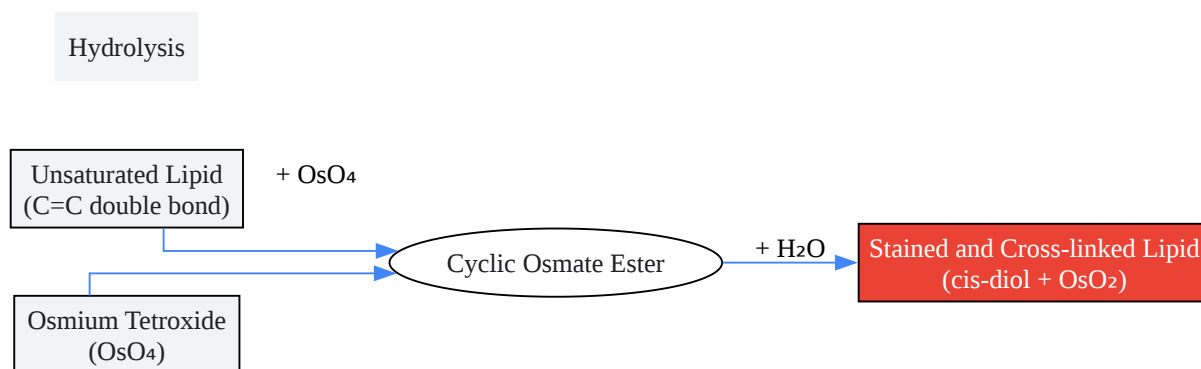 Hydrolysis
Unsaturated Lipid
(C=C double bond)
+ OsO₄
Cyclic Osmate Ester
+ H₂O
Stained and Cross-linked Lipid
(cis-diol + OsO₂)
Osmium Tetroxide
(OsO₄)